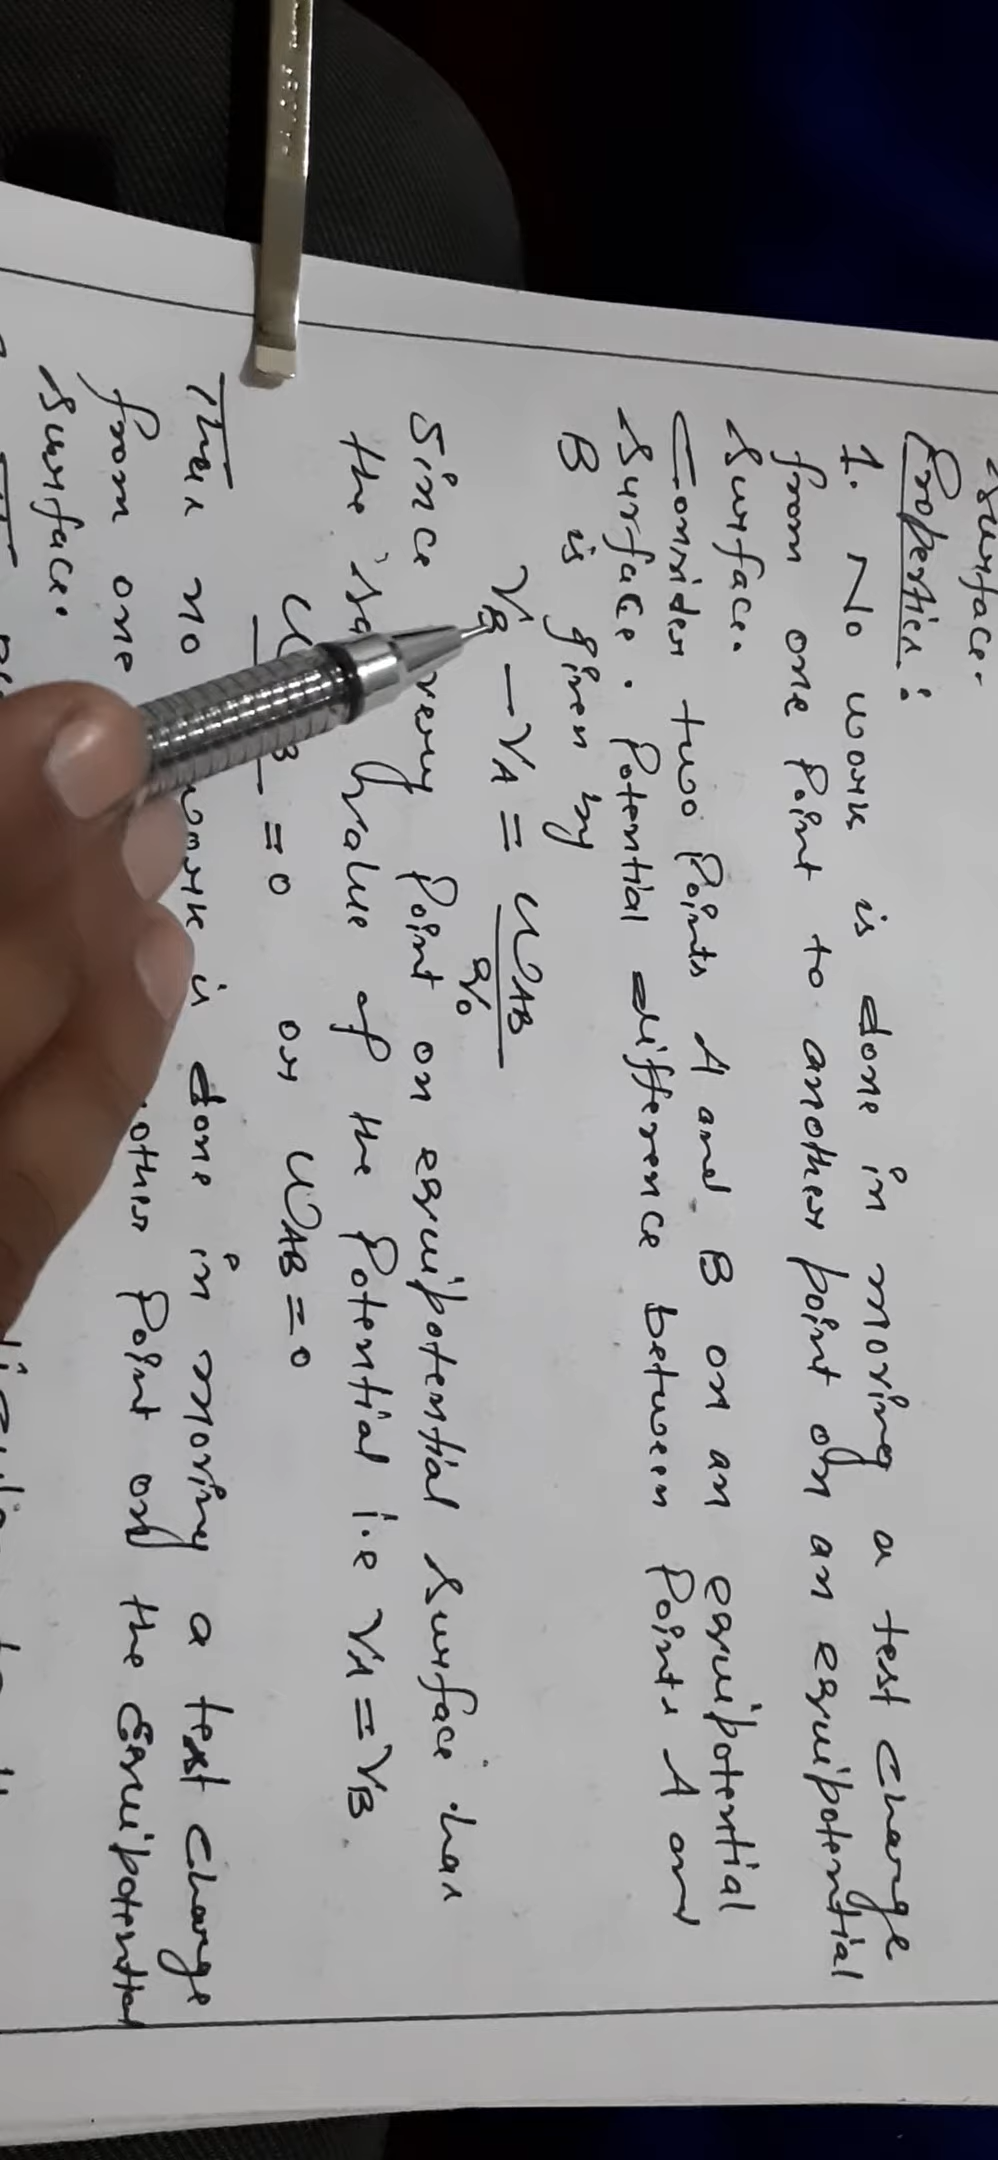 surface.
Properties :
1. No work is done in moving a test charge
from one point to another point on an equipotential
surface.
Consider two points A and B on an equipotential
surface. Potential difference between points A and
B is given by
VB - VA = WAB / q0
Since very point on equipotential surface has
the value of the potential i.e VA = VB.
= 0 or WAB = 0
Thus no work is done in moving a test charge
from one other point on the equipotential
surface.